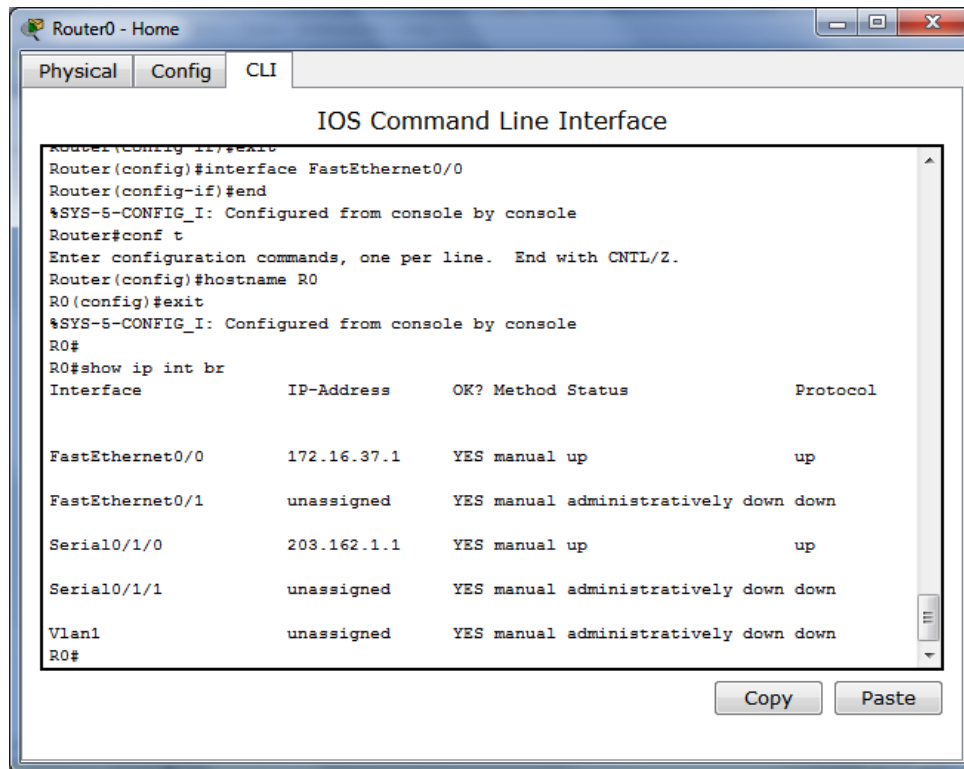 Router0 - Home
Physical Config CLI
IOS Command Line Interface
Router(config-if)#exit
Router(config)#interface FastEthernet0/0
Router(config-if)#end
%SYS-5-CONFIG_I: Configured from console by console
Router#conf t
Enter configuration commands, one per line.  End with CNTL/Z.
Router(config)#hostname R0
R0(config)#exit
%SYS-5-CONFIG_I: Configured from console by console
R0#
R0#show ip int br
Interface IP-Address OK? Method Status Protocol
FastEthernet0/0 172.16.37.1 YES manual up up
FastEthernet0/1 unassigned YES manual administratively down down
Serial0/1/0 203.162.1.1 YES manual up up
Serial0/1/1 unassigned YES manual administratively down down
Vlan1 unassigned YES manual administratively down down
R0#
Copy Paste